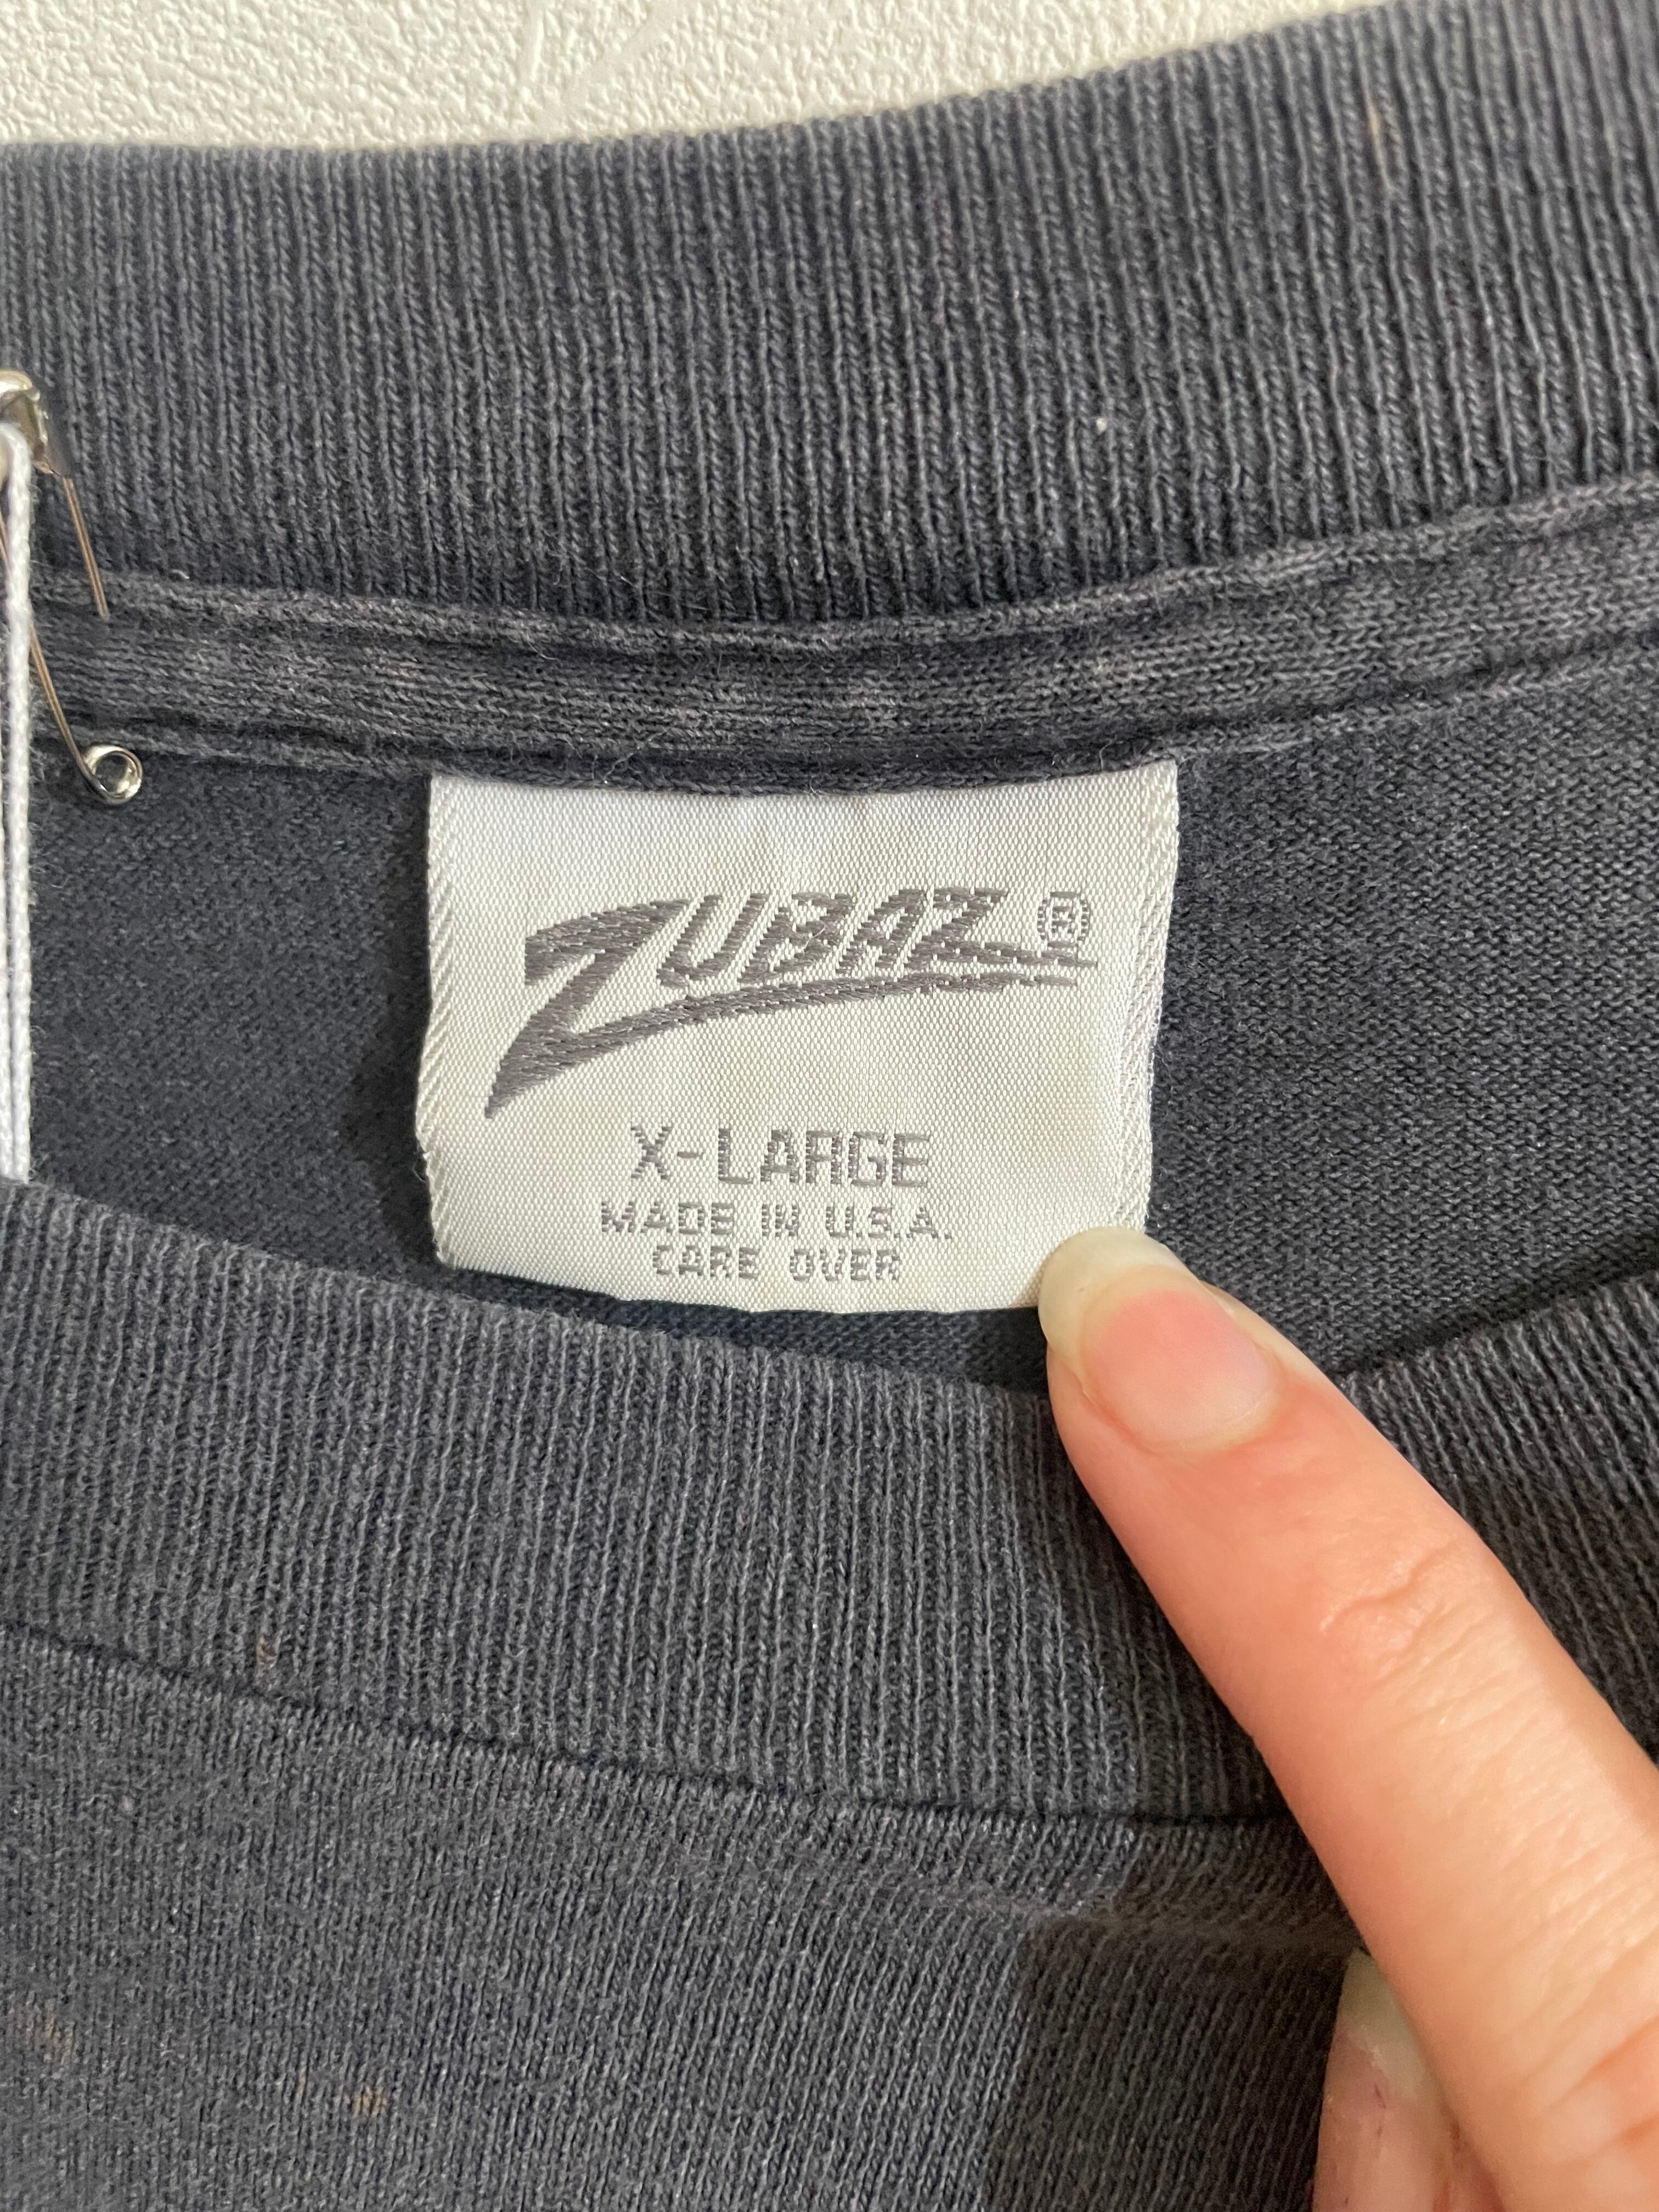 ZUBAZ®
X-LARGE
MADE IN U.S.A.
CARE OVER